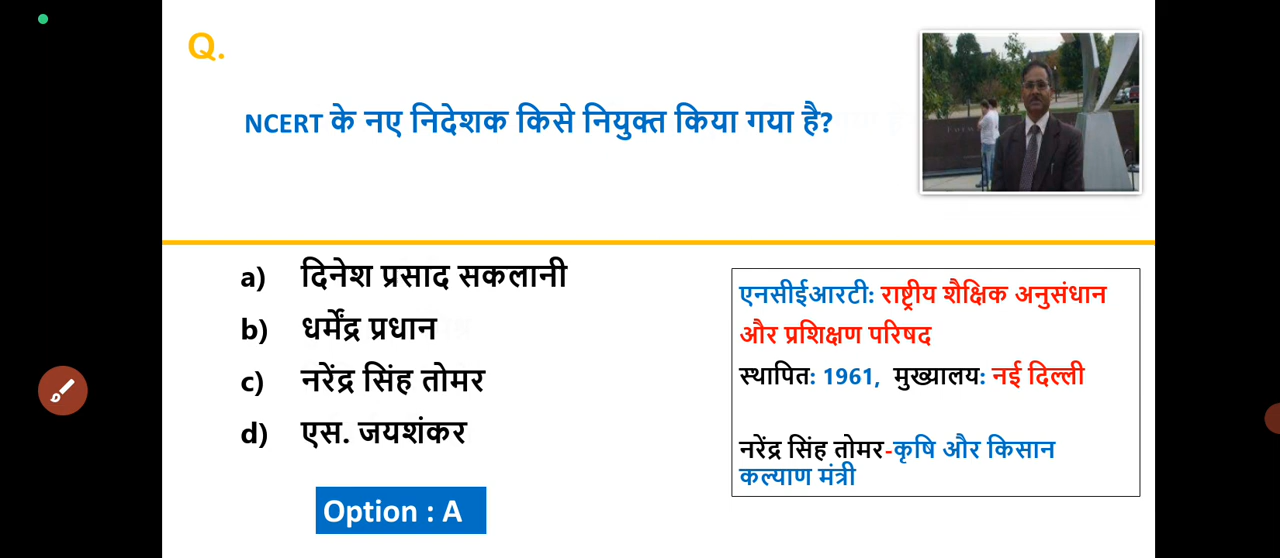 Q.
NCERT के नए निदेशक किसे नियुक्त किया गया है?
a) दिनेश प्रसाद सकलानी
b) धर्मेंद्र प्रधान
c) नरेंद्र सिंह तोमर
d) एस. जयशंकर
Option : A
एनसीईआरटी: राष्ट्रीय शैक्षिक अनुसंधान
और प्रशिक्षण परिषद
स्थापित: 1961, मुख्यालय: नई दिल्ली
नरेंद्र सिंह तोमर-कृषि और किसान
कल्याण मंत्री